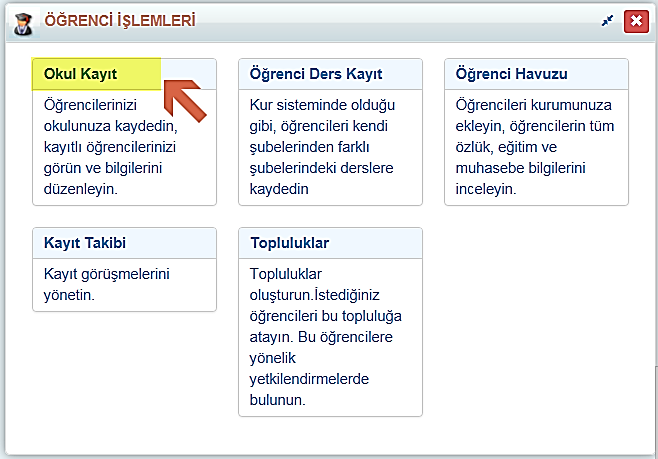 ÖĞRENCİ İŞLEMLERİ
Okul Kayıt
Öğrencilerinizi
okulunuza kaydedin,
kayıtlı öğrencilerinizi
görün ve bilgilerini
düzenleyin.
Öğrenci Ders Kayıt
Kur sisteminde olduğu
gibi, öğrencileri kendi
şubelerinden farklı
şubelerindeki derslere
kaydedin
Öğrenci Havuzu
Öğrencileri kurumunuza
ekleyin, öğrencilerin tüm
özlük, eğitim ve
muhasebe bilgilerini
inceleyin.
Kayıt Takibi
Kayıt görüşmelerini
yönetin.
Topluluklar
Topluluklar
oluşturun.İstediğiniz
öğrencileri bu topluluğa
atayın. Bu öğrencilere
yönelik
yetkilendirmelerde
bulunun.